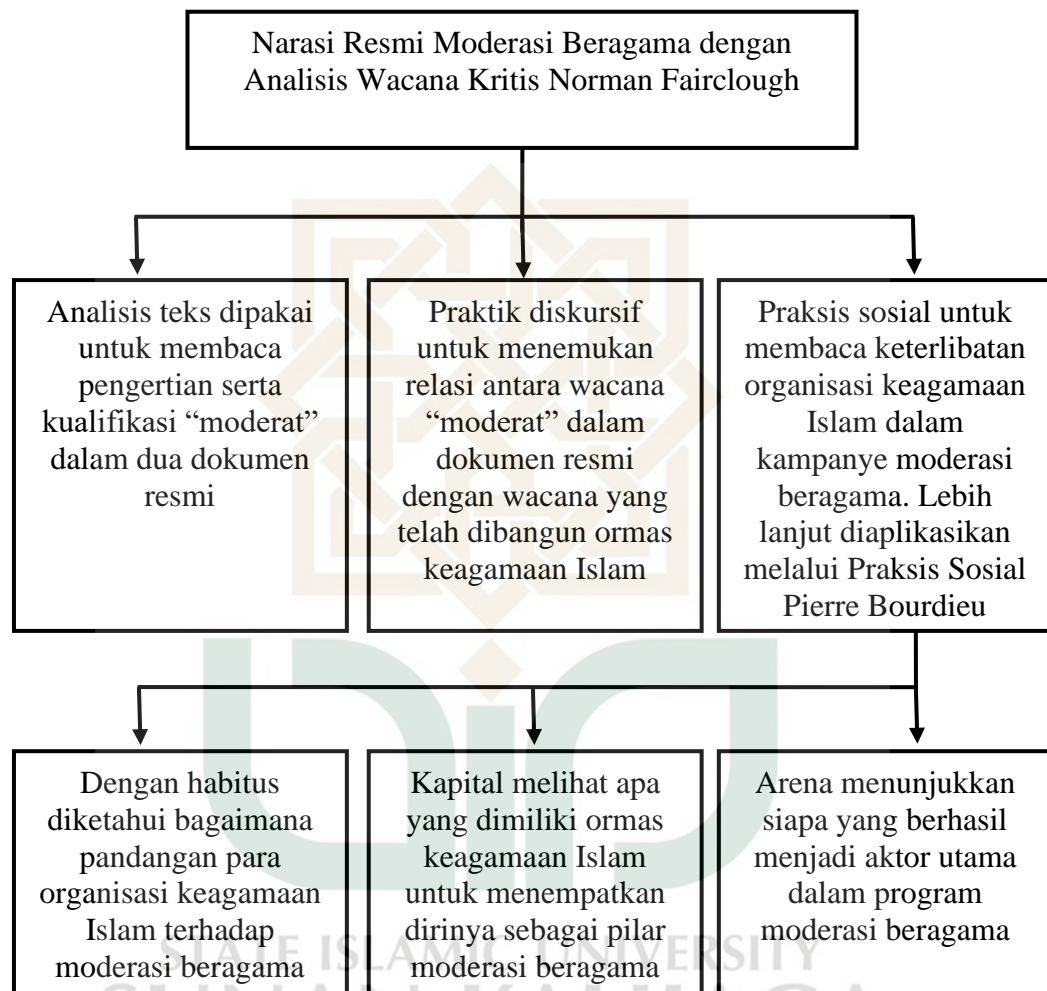 Narasi Resmi Moderasi Beragama dengan
Analisis Wacana Kritis Norman Fairclough
Analisis teks dipakai
untuk membaca
pengertian serta
kualifikasi “moderat”
dalam dua dokumen
resmi
Praktik diskursif
untuk menemukan
relasi antara wacana
“moderat” dalam
dokumen resmi
dengan wacana yang
telah dibangun ormas
keagamaan Islam
Praksis sosial untuk
membaca keterlibatan
organisasi keagamaan
Islam dalam
kampanye moderasi
beragama. Lebih
lanjut diaplikasikan
melalui Praksis Sosial
Pierre Bourdieu
Dengan habitus
diketahui bagaimana
pandangan para
organisasi keagamaan
Islam terhadap
moderasi beragama
Kapital melihat apa
yang dimiliki ormas
keagamaan Islam
untuk menempatkan
dirinya sebagai pilar
moderasi beragama
Arena menunjukkan
siapa yang berhasil
menjadi aktor utama
dalam program
moderasi beragama
STATE ISLAMIC UNIVERSITY
SUNAN KALIJAGA